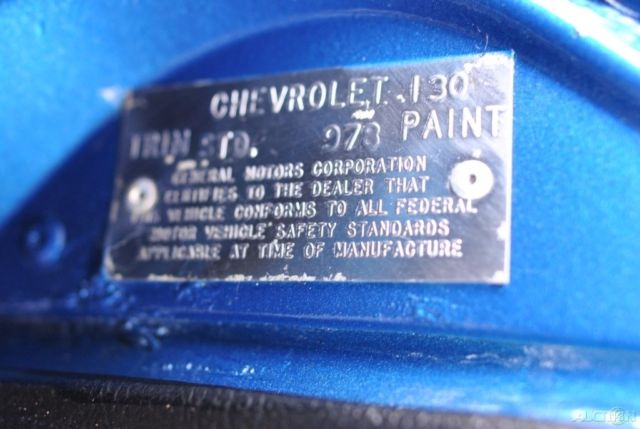 CHEVROLET 130
TRIM STD. 973 PAINT
GENERAL MOTORS CORPORATION
CERTIFIES TO THE DEALER THAT
THIS VEHICLE CONFORMS TO ALL FEDERAL
MOTOR VEHICLE SAFETY STANDARDS
APPLICABLE AT TIME OF MANUFACTURE